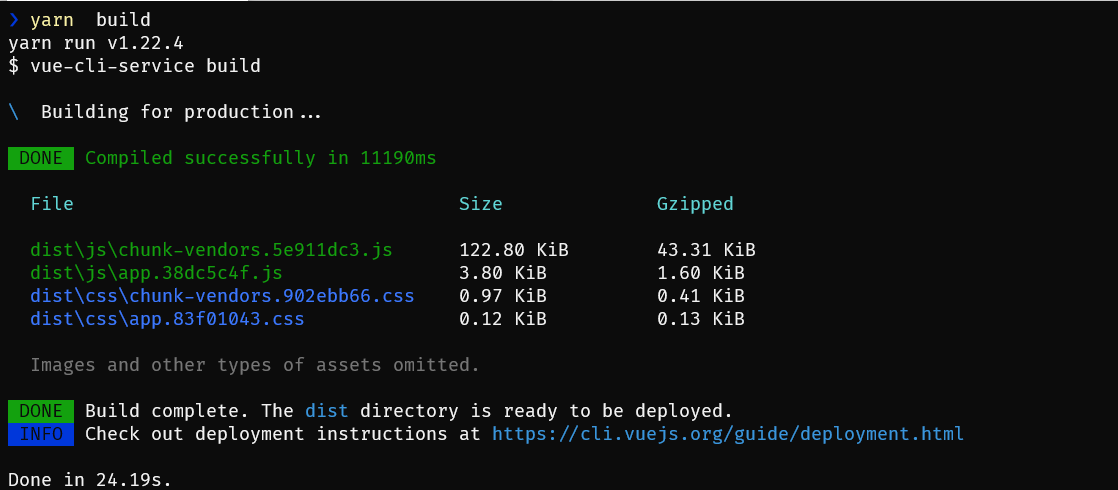 ❯ yarn  build
yarn run v1.22.4
$ vue-cli-service build
\  Building for production...
DONE  Compiled successfully in 11190ms
File  Size  Gzipped
dist\js\chunk-vendors.5e911dc3.js  122.80 KiB  43.31 KiB
dist\js\app.38dc5c4f.js  3.80 KiB  1.60 KiB
dist\css\chunk-vendors.902ebb66.css  0.97 KiB  0.41 KiB
dist\css\app.83f01043.css  0.12 KiB  0.13 KiB
Images and other types of assets omitted.
DONE  Build complete. The dist directory is ready to be deployed.
INFO  Check out deployment instructions at https://cli.vuejs.org/guide/deployment.html
Done in 24.19s.